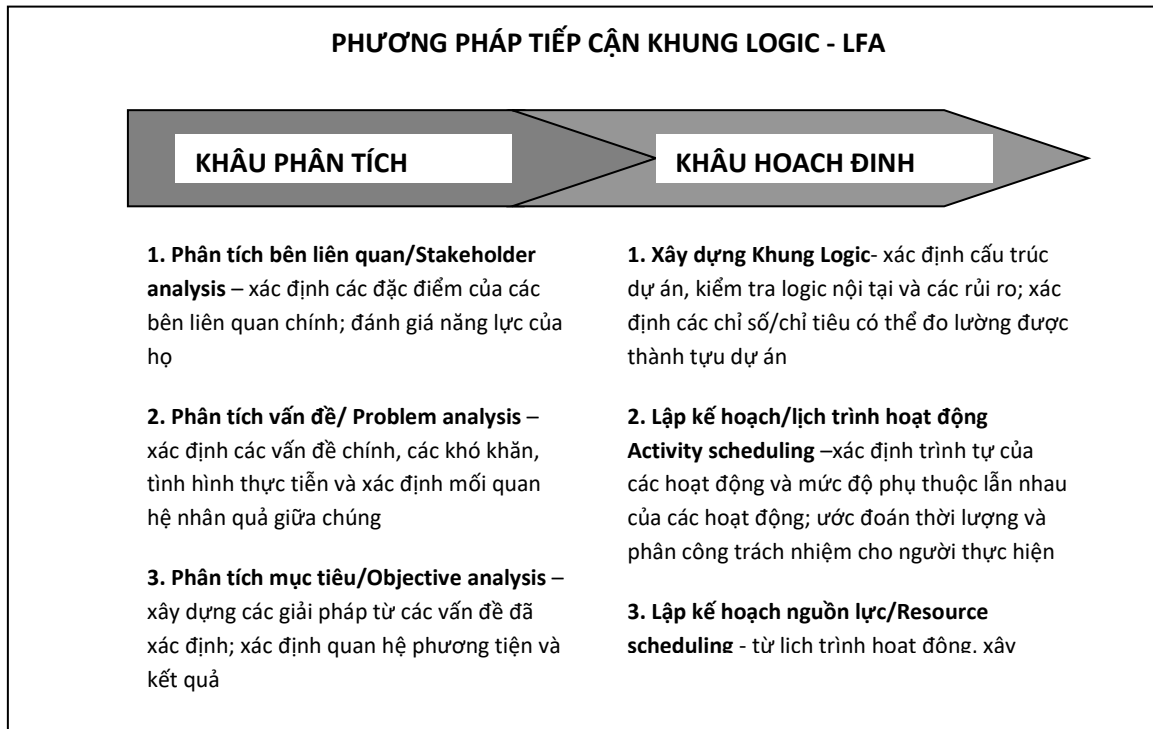 PHƯƠNG PHÁP TIẾP CẬN KHUNG LOGIC - LFA
KHÂU PHÂN TÍCH
KHÂU HOACH ĐINH
1. Phân tích bên liên quan/Stakeholder
analysis – xác định các đặc điểm của các
bên liên quan chính; đánh giá năng lực của
họ
2. Phân tích vấn đề/ Problem analysis –
xác định các vấn đề chính, các khó khăn,
tình hình thực tiễn và xác định mối quan
hệ nhân quả giữa chúng
3. Phân tích mục tiêu/Objective analysis –
xây dựng các giải pháp từ các vấn đề đã
xác định; xác định quan hệ phương tiện và
kết quả
1. Xây dựng Khung Logic- xác định cấu trúc
dự án, kiểm tra logic nội tại và các rủi ro; xác
định các chỉ số/chỉ tiêu có thể đo lường được
thành tựu dự án
2. Lập kế hoạch/lịch trình hoạt động
Activity scheduling –xác định trình tự của
các hoạt động và mức độ phụ thuộc lẫn nhau
của các hoạt động; ước đoán thời lượng và
phân công trách nhiệm cho người thực hiện
3. Lập kế hoạch nguồn lực/Resource
scheduling - từ lịch trình hoạt động, xây